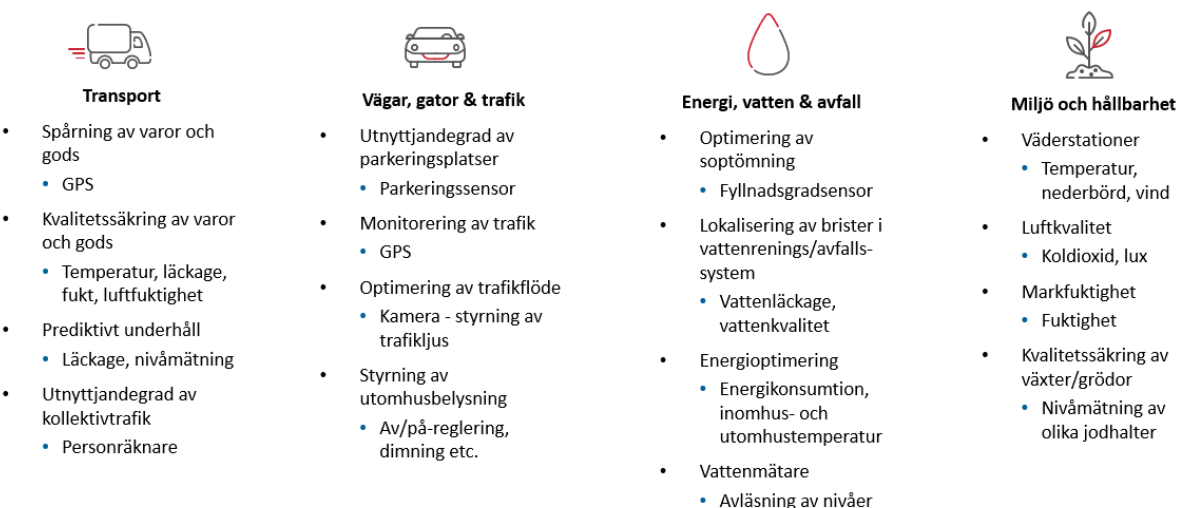 Transport
• Spårning av varor och
gods
• GPS
• Kvalitetssäkring av varor
och gods
• Temperatur, läckage,
fukt, luftfuktighet
• Prediktivt underhåll
• Läckage, nivåmätning
• Utnyttjandegrad av
kollektivtrafik
• Personräknare
Vägar, gator & trafik
• Utnyttjandegrad av
parkeringsplatser
• Parkeringssensor
• Monitorering av trafik
• GPS
• Optimering av trafikflöde
• Kamera - styrning av
trafikljus
• Styrning av
utomhusbelysning
• Av/på-reglering,
dimning etc.
Energi, vatten & avfall
• Optimering av
soptömning
• Fyllnadsgradsensor
• Lokalisering av brister i
vattenrenings/avfalls-
system
• Vattenläckage,
vattenkvalitet
• Energioptimering
• Energikonsumtion,
inomhus- och
utomhustemperatur
• Vattenmätare
• Avläsning av nivåer
Miljö och hållbarhet
• Väderstationer
• Temperatur,
nederbörd, vind
• Luftkvalitet
• Koldioxid, lux
• Markfuktighet
• Fuktighet
• Kvalitetssäkring av
växter/grödor
• Nivåmätning av
olika jodhalter